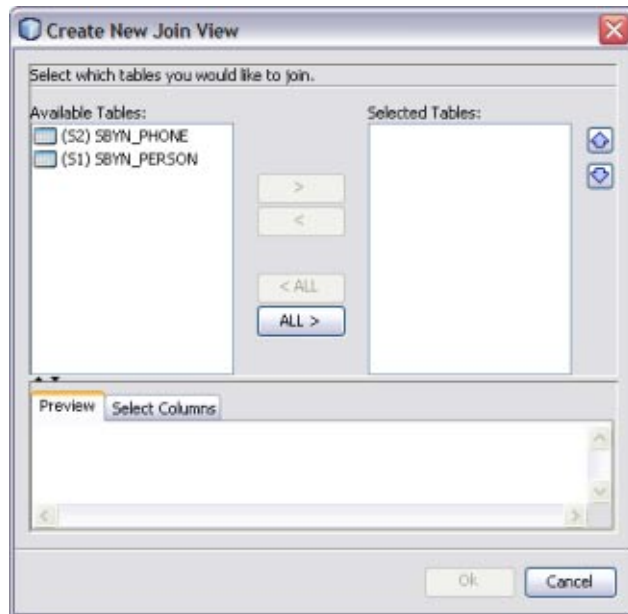 Create New Join View
Select which tables you would like to join.
Available Tables:
Selected Tables:
(S2) SBYN_PHONE
(S1) SBYN_PERSON
>
<
< ALL
ALL >
Preview
Select Columns
Ok
Cancel